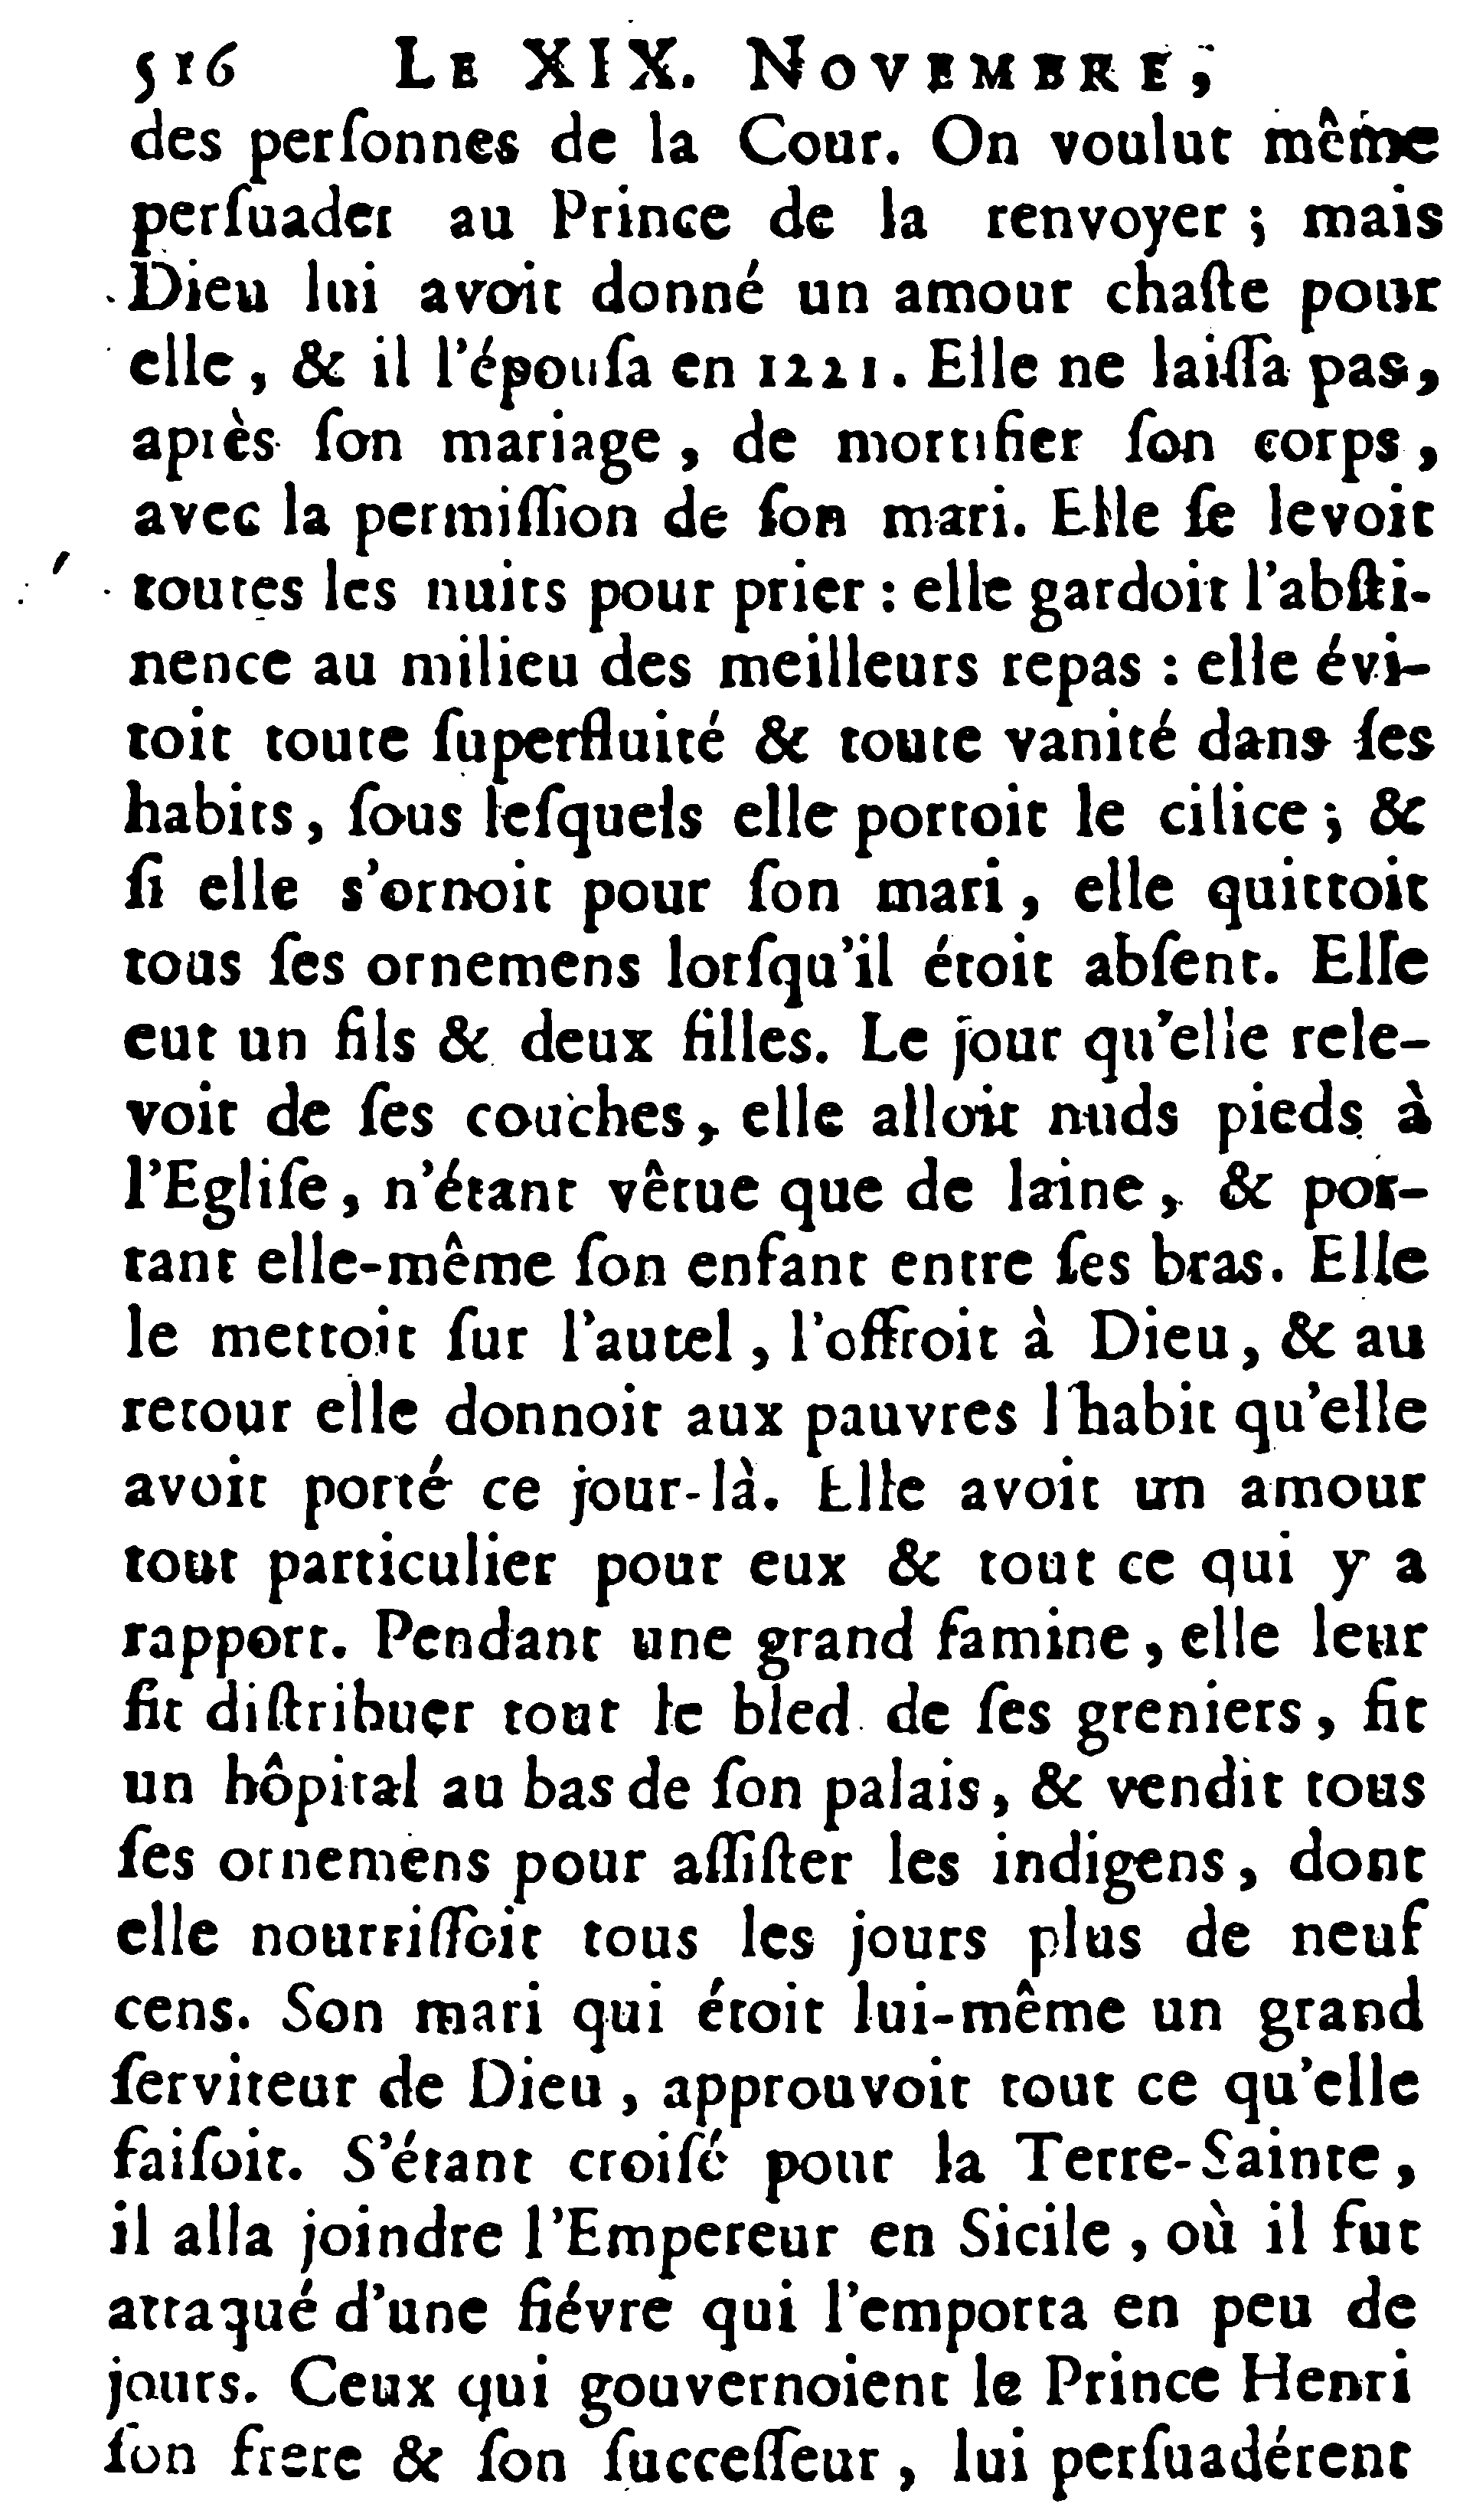 516 LE XIX. NOVEMBRE,
des perſonnes de la Cour. On voulut même
perſuader au Prince de la renvoyer ; mais
Dieu lui avoit donné un amour chaſte pour
elle, & il l'épouſa en 1221. Elle ne laiſſa pas,
après ſon mariage, de mortifier ſon corps,
avec la permiſſion de ſon mari. Elle ſe levoit
toutes les nuits pour prier : elle gardoit l'abſti-
nence au milieu des meilleurs repas : elle évi-
toit toute ſuperfluité & toute vanité dans ſes
habits, ſous leſquels elle portoit le cilice ; &
ſi elle s'ornoit pour ſon mari, elle quittoit
tous ſes ornemens lorſqu'il étoit abſent. Elle
eut un fils & deux filles. Le jour qu'elle rele-
voit de ſes couches, elle alloit nuds pieds à
l'Egliſe, n'étant vêtue que de laine, & por-
tant elle-même ſon enfant entre ſes bras. Elle
le mettoit ſur l'autel, l'offroit à Dieu, & au
retour elle donnoit aux pauvres l'habit qu'elle
avoit porté ce jour-là. Elle avoit un amour
tout particulier pour eux & tout ce qui y a
rapport. Pendant une grand famine, elle leur
fit diſtribuer tout le bled de ſes greniers, fit
un hôpital au bas de ſon palais, & vendit tous
ſes ornemens pour aſſiſter les indigens, dont
elle nourriſſoit tous les jours plus de neuf
cens. Son mari qui étoit lui-même un grand
ſerviteur de Dieu, approuvoit tout ce qu'elle
faiſoit. S'étant croiſé pour la Terre-Sainte,
il alla joindre l'Empereur en Sicile, où il fut
attaqué d'une fiévre qui l'emporta en peu de
jours. Ceux qui gouvernoient le Prince Henri
ſon frere & ſon ſucceſſeur, lui perſuadérent